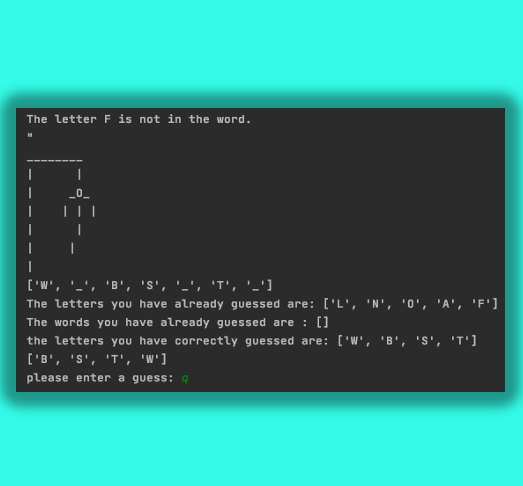 The letter F is not in the word.
"
________
|      |
|     _O_
|    | | |
|      |
|     |
|
['W', '_', 'B', 'S', '_', 'T', '_']
The letters you have already guessed are: ['L', 'N', 'O', 'A', 'F']
The words you have already guessed are : []
the letters you have correctly guessed are: ['W', 'B', 'S', 'T']
['B', 'S', 'T', 'W']
please enter a guess: q